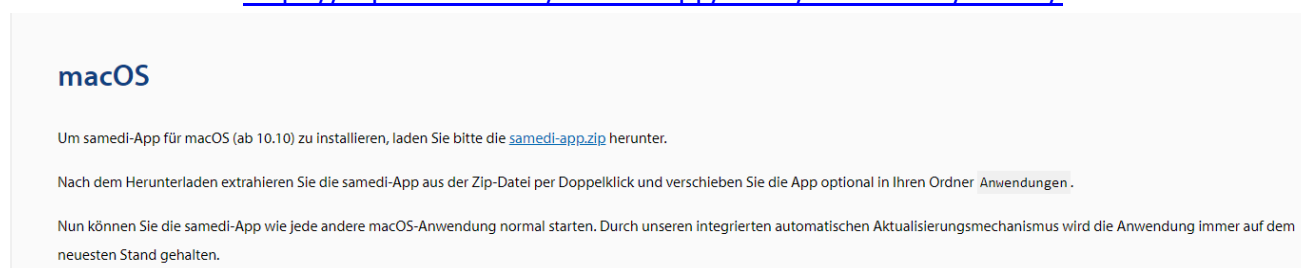 macOS
Um samedi-App für macOS (ab 10.10) zu installieren, laden Sie bitte die samedi-app.zip herunter.
Nach dem Herunterladen extrahieren Sie die samedi-App aus der Zip-Datei per Doppelklick und verschieben Sie die App optional in Ihren Ordner Anwendungen.
Nun können Sie die samedi-App wie jede andere macOS-Anwendung normal starten. Durch unseren integrierten automatischen Aktualisierungsmechanismus wird die Anwendung immer auf dem
neuesten Stand gehalten.